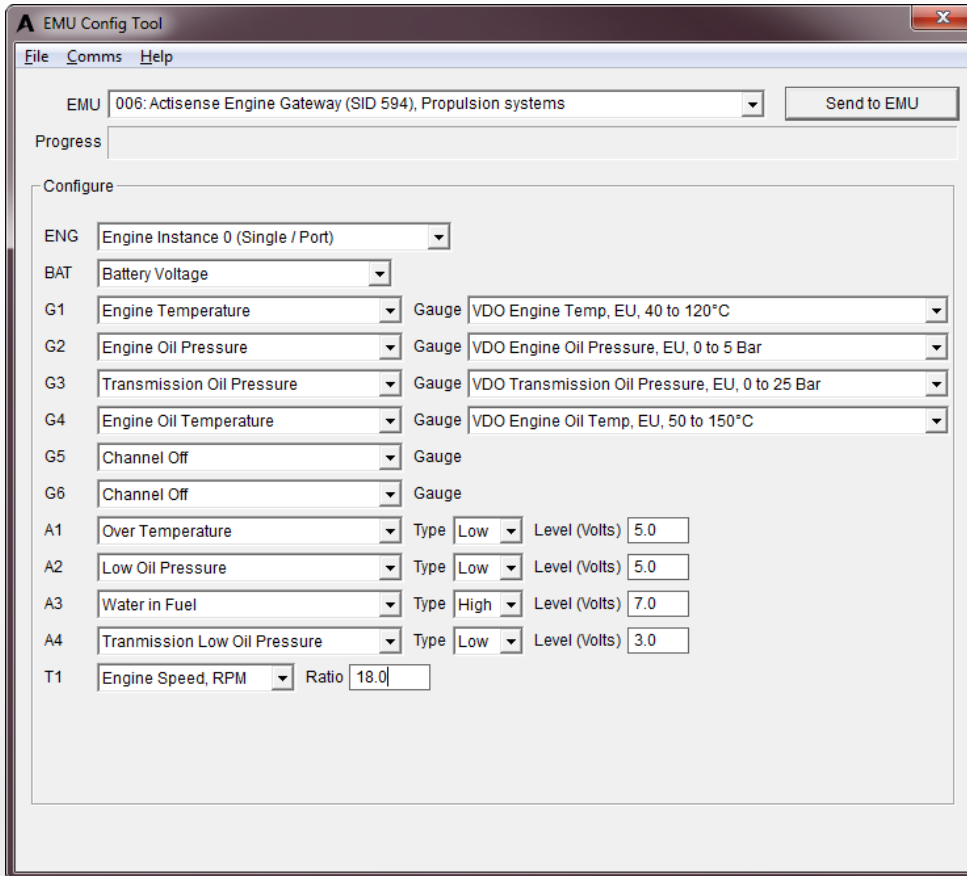 EMU Config Tool
File Comms Help
EMU 006: Actisense Engine Gateway (SID 594), Propulsion systems Send to EMU
Progress
Configure
ENG Engine Instance 0 (Single / Port)
BAT Battery Voltage
G1 Engine Temperature Gauge VDO Engine Temp, EU, 40 to 120°C
G2 Engine Oil Pressure Gauge VDO Engine Oil Pressure, EU, 0 to 5 Bar
G3 Transmission Oil Pressure Gauge VDO Transmission Oil Pressure, EU, 0 to 25 Bar
G4 Engine Oil Temperature Gauge VDO Engine Oil Temp, EU, 50 to 150°C
G5 Channel Off Gauge
G6 Channel Off Gauge
A1 Over Temperature Type Low Level (Volts) 5.0
A2 Low Oil Pressure Type Low Level (Volts) 5.0
A3 Water in Fuel Type High Level (Volts) 7.0
A4 Tranmission Low Oil Pressure Type Low Level (Volts) 3.0
T1 Engine Speed, RPM Ratio 18.0